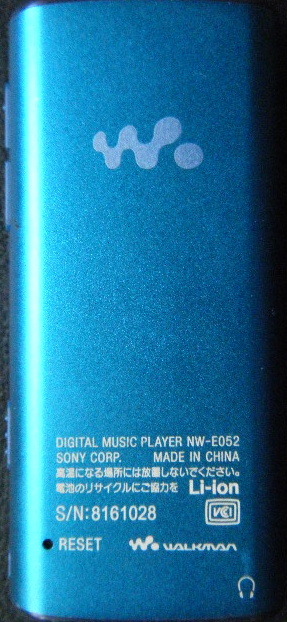 DIGITAL MUSIC PLAYER NW-E052
SONY CORP. MADE IN CHINA
高温になる場所には放置しないでください。
電池のリサイクルにご協力を Li-ion
S/N:8161028 VCI
RESET WALKMAN